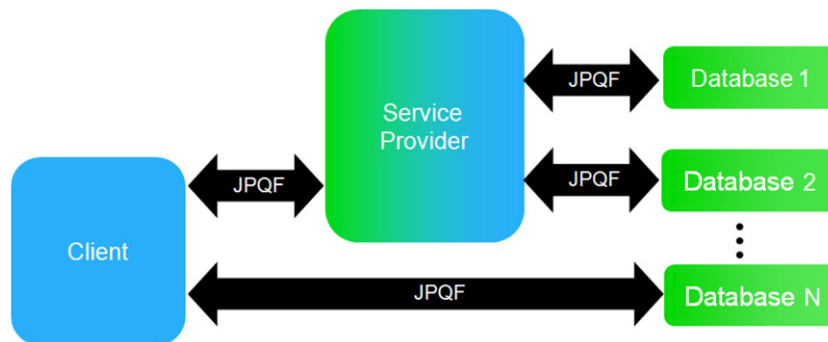 JPQF
Database 1
Service
Provider
JPQF
JPQF
Database 2
Client
JPQF
Database N